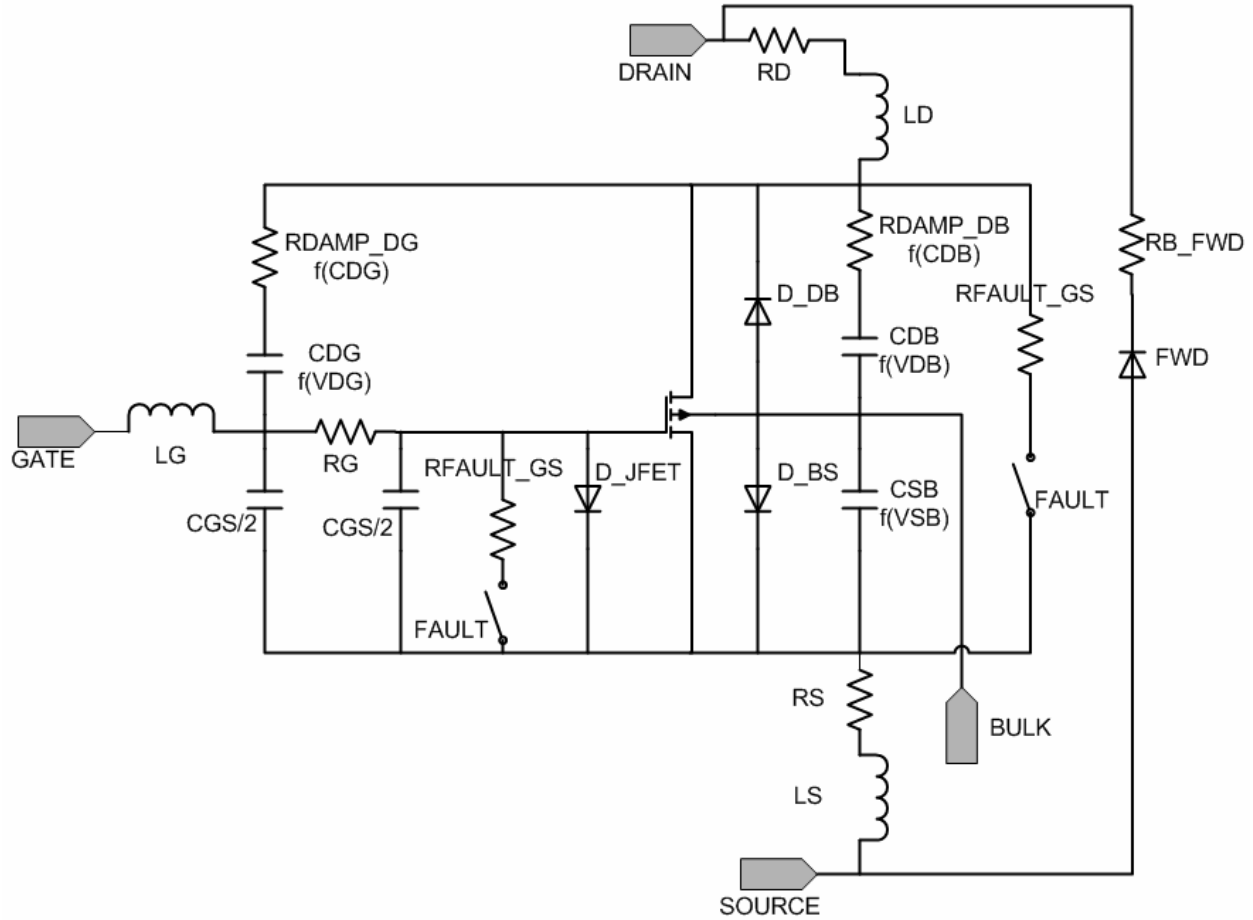 DRAIN
RD
LD
RDAMP_DG
f(CDG)
RDAMP_DB
f(CDB)
RB_FWD
D_DB
RFAULT_GS
CDG
f(VDG)
CDB
f(VDB)
FWD
GATE
LG
RG
RFAULT_GS
D_JFET
D_BS
CSB
f(VSB)
FAULT
CGS/2
CGS/2
FAULT
RS
BULK
LS
SOURCE